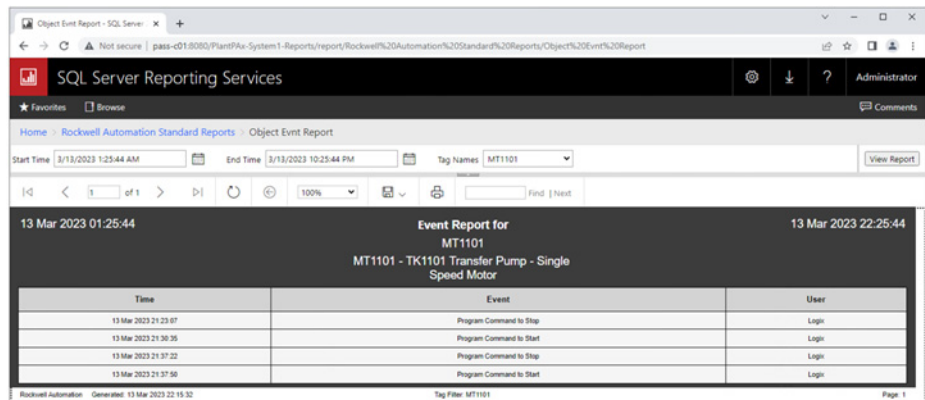 Object Evnt Report - SQL Server
Not secure | pass-c01:8080/PlantPAx-System1-Reports/report/Rockwell%20Automation%20Standard%20Reports/Object%20Evnt%20Report
SQL Server Reporting Services
? Administrator
Favorites Browse Comments
Home > Rockwell Automation Standard Reports > Object Evnt Report
Start Time 3/13/2023 1:25:44 AM End Time 3/13/2023 10:25:44 PM Tag Names MT1101 View Report
1 of 1 100% Find | Next
13 Mar 2023 01:25:44 Event Report for 13 Mar 2023 22:25:44
MT1101
MT1101 - TK1101 Transfer Pump - Single
Speed Motor
Time Event User
13 Mar 2023 21:23:07 Program Command to Stop Logix
13 Mar 2023 21:30:35 Program Command to Start Logix
13 Mar 2023 21:37:22 Program Command to Stop Logix
13 Mar 2023 21:37:50 Program Command to Start Logix
Rockwell Automation Generated: 13 Mar 2023 22:15:32 Tag Filter: MT1101 Page: 1